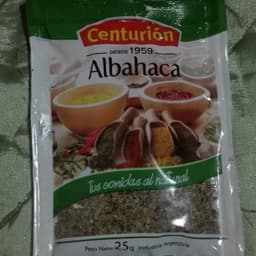 Centurión
DESDE 1959
Albahaca
Tus comidas al natural
Peso Neto: 25g Industria Argentina